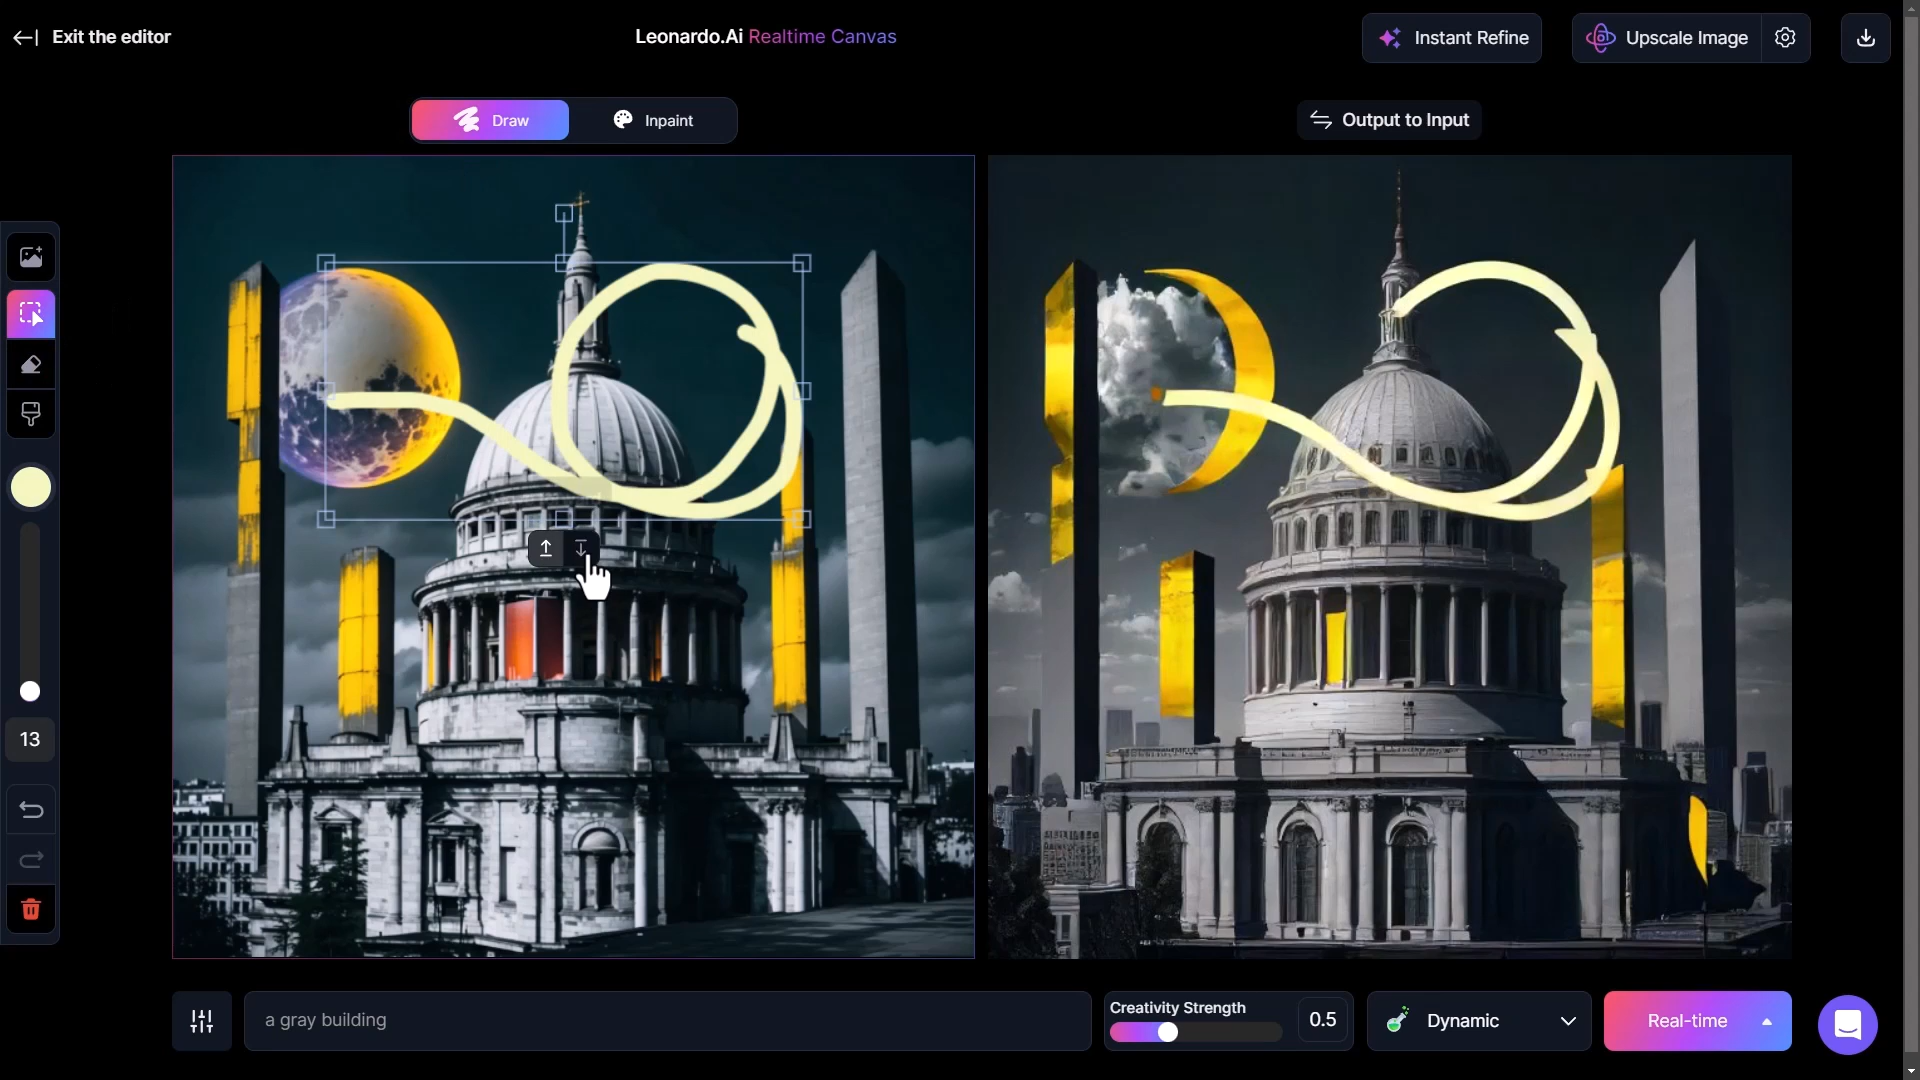 Exit the editor
Leonardo.Ai Realtime Canvas
Instant Refine
Upscale Image
Draw
Inpaint
Output to Input
13
a gray building
Creativity Strength
0.5
Dynamic
Real-time